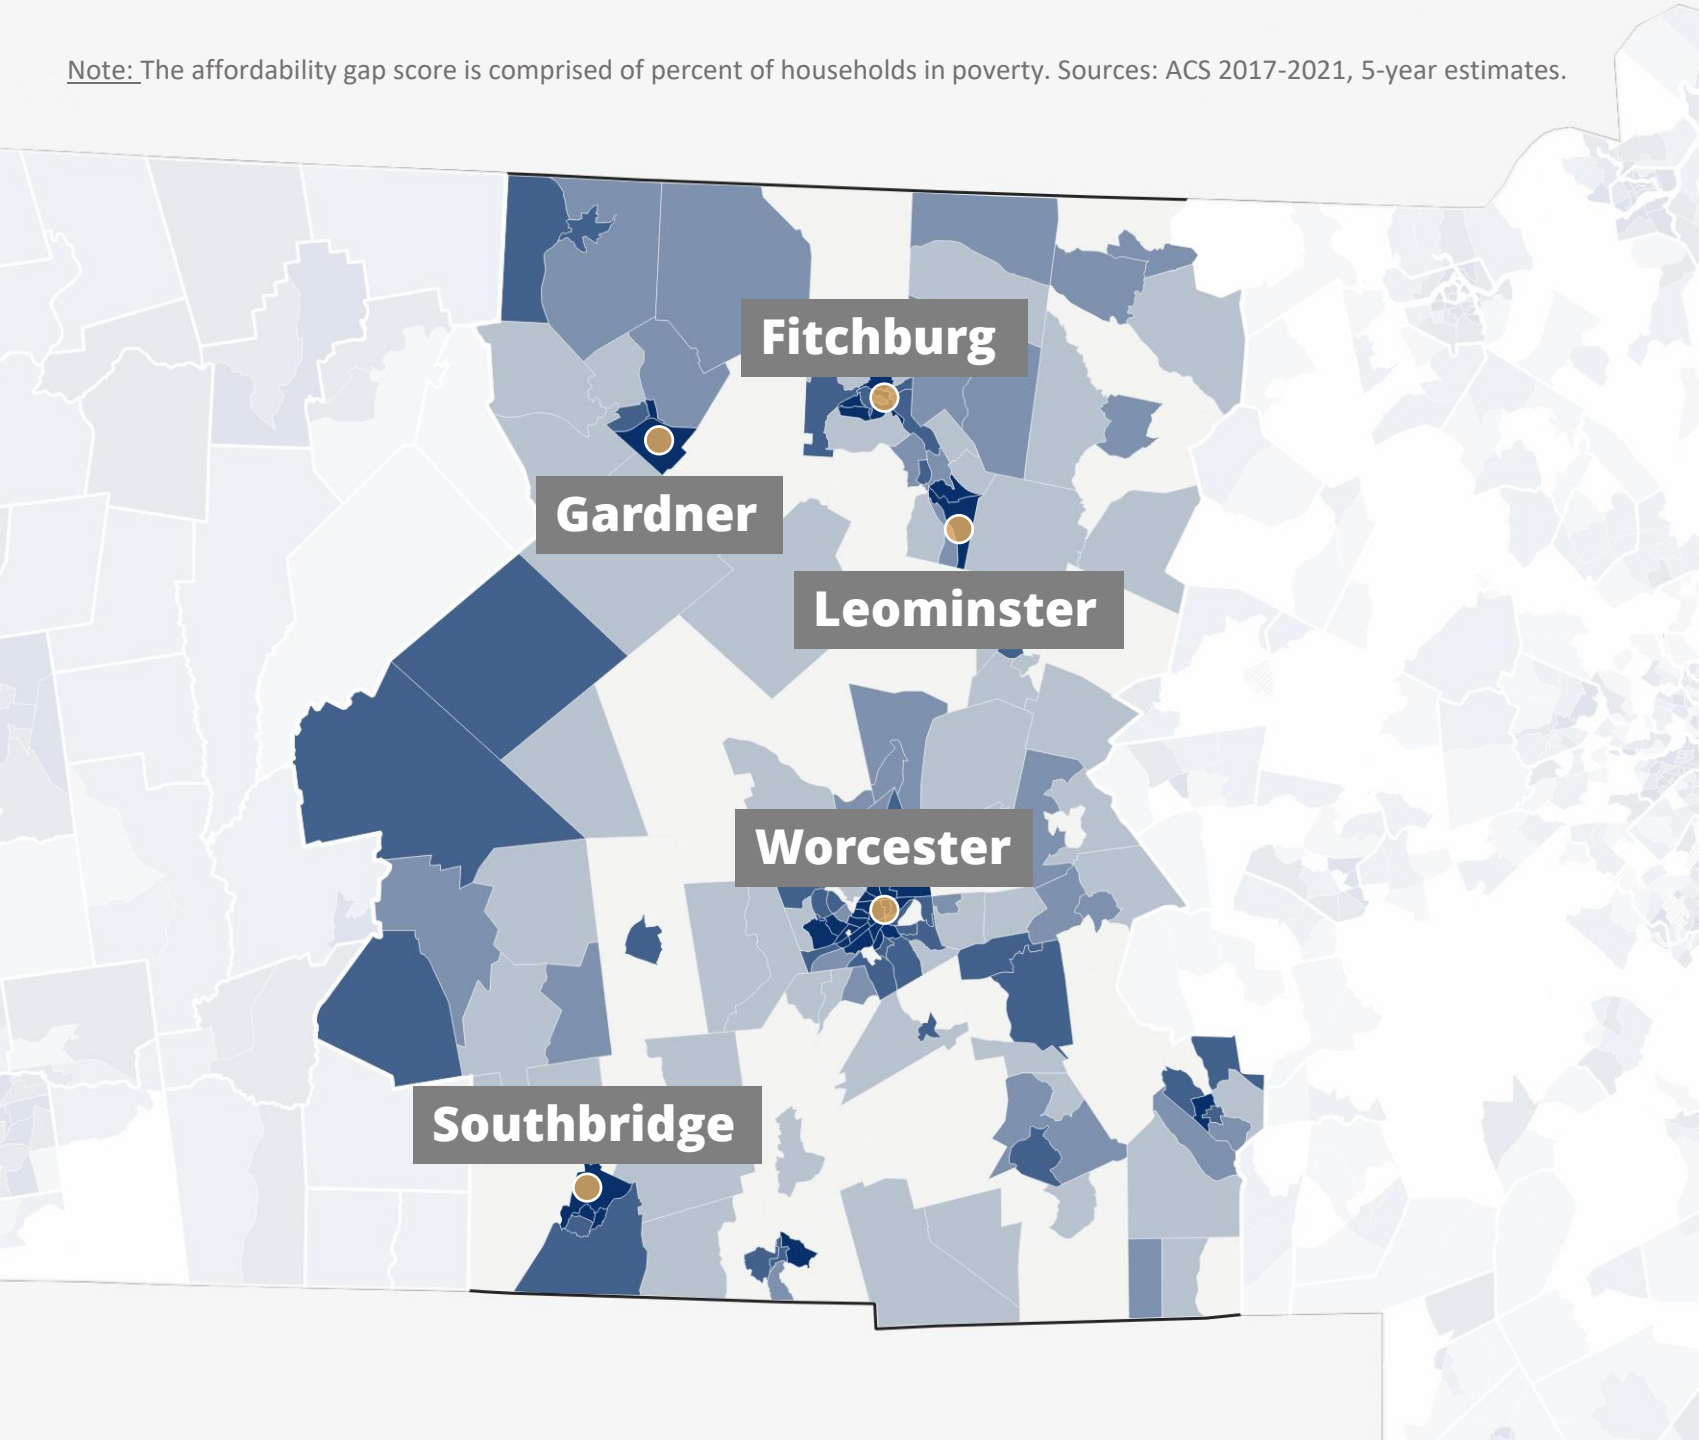 Note: The affordability gap score is comprised of percent of households in poverty. Sources: ACS 2017-2021, 5-year estimates.
Fitchburg
Gardner
Leominster
Worcester
Southbridge